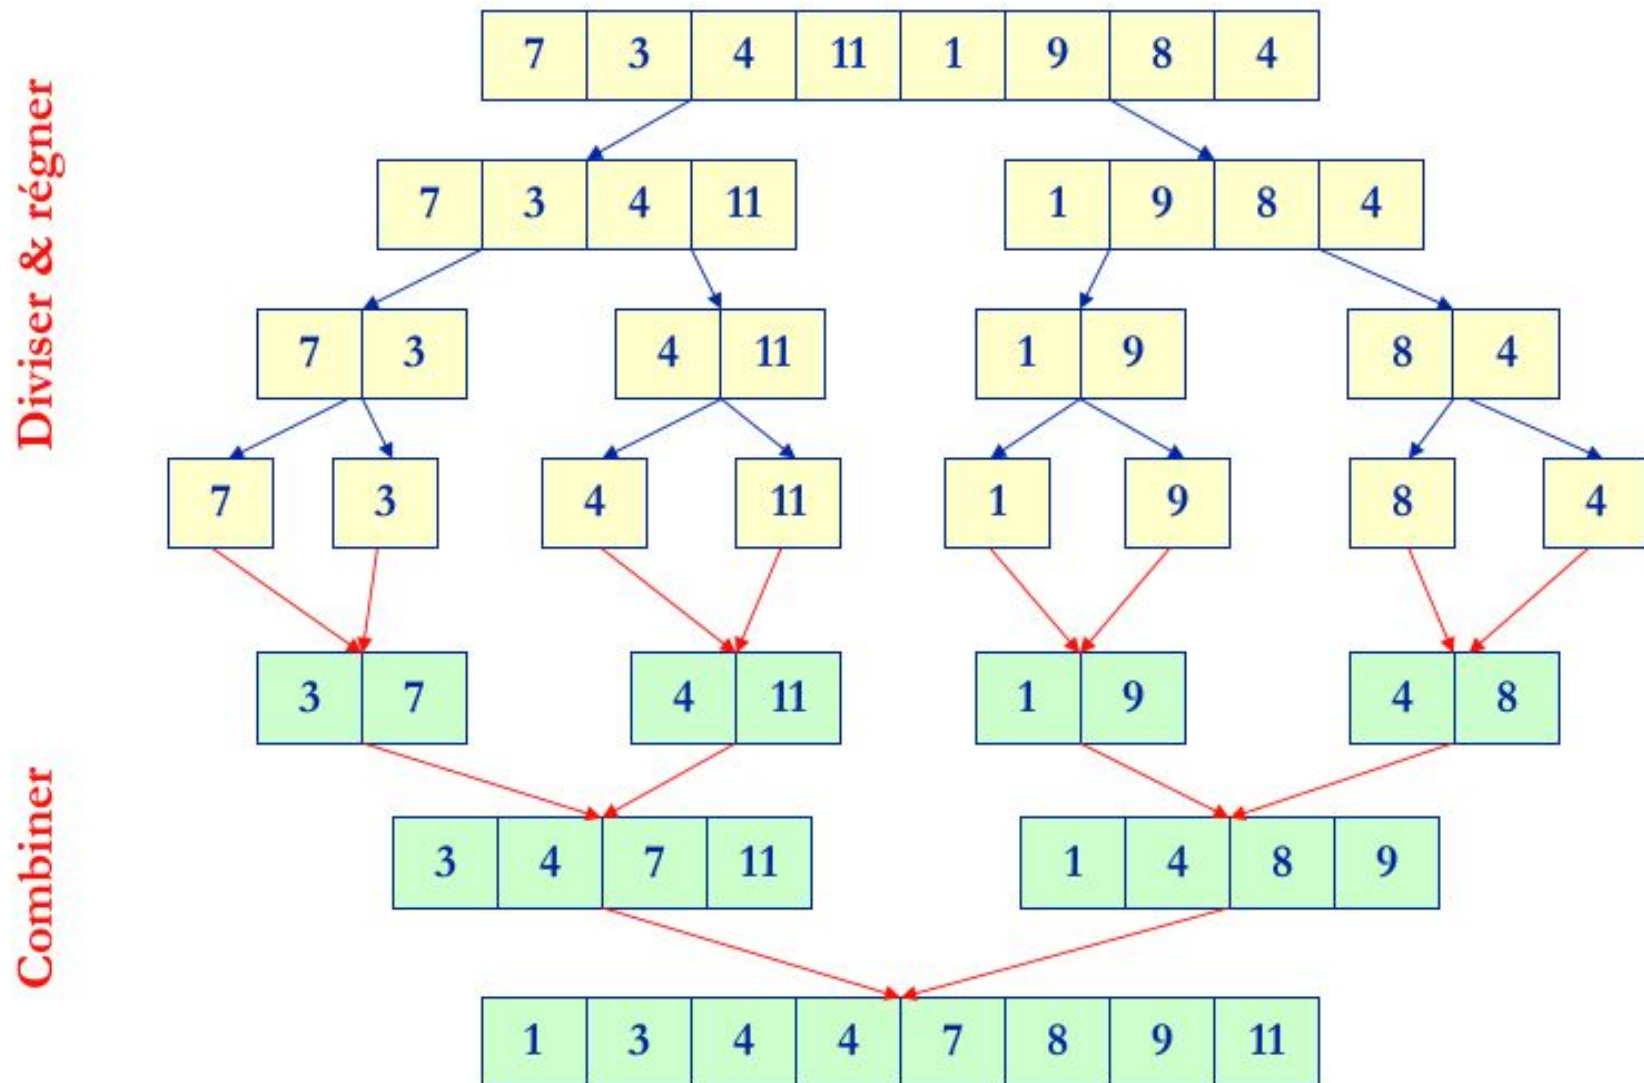 Diviser & régner
7 3 4 11 1 9 8 4
7 3 4 11 1 9 8 4
7 3 4 11 1 9 8 4
7 3 4 11 1 9 8 4
3 7 4 11 1 9 4 8
Combiner
3 4 7 11 1 4 8 9
1 3 4 4 7 8 9 11